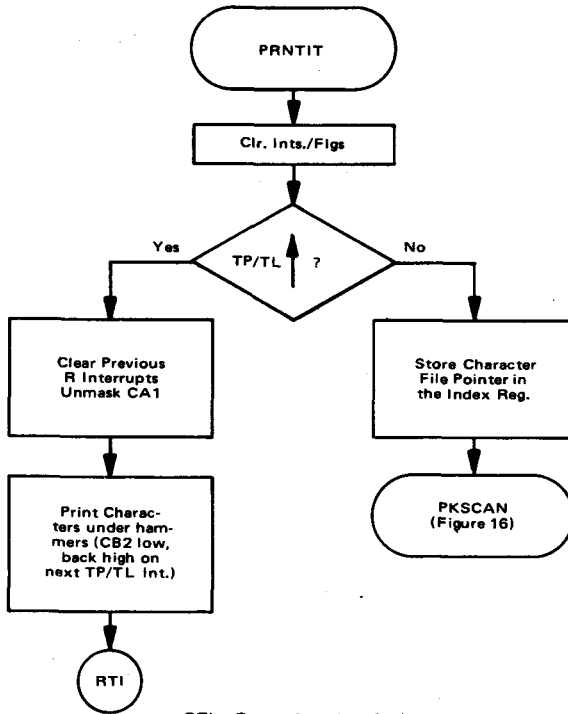 PRNTIT
Clr. Ints./Flgs
Yes
TP/TL ?
No
Clear Previous
R Interrupts
Unmask CA1
Store Character
File Pointer in
the Index Reg.
Print Charac-
ters under ham-
mers (CB2 low,
back high on
next TP/TL Int.)
PKSCAN
(Figure 16)
RTI